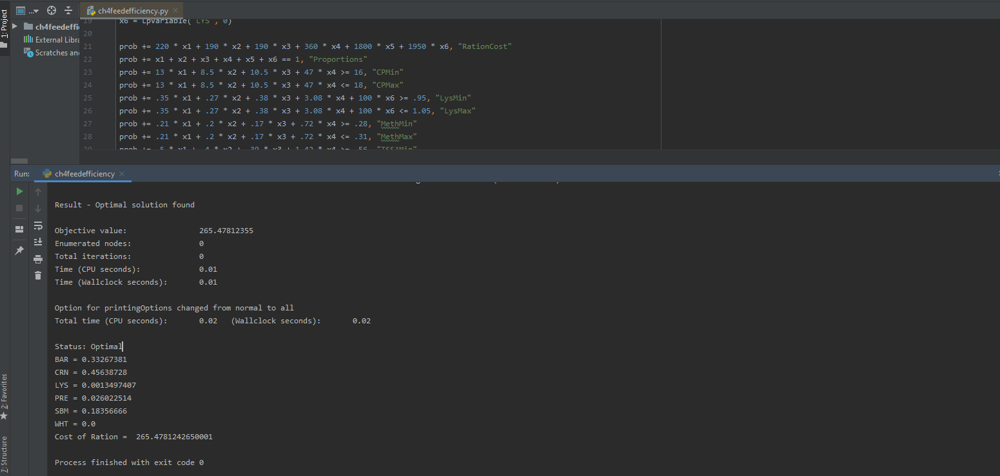 ch4feedefficiency.py
1: Project
ch4feedeffi
External Libra
Scratches and
19 x6 = LpVariable("LYS", 0)
20
21 prob += 220 * x1 + 190 * x2 + 190 * x3 + 360 * x4 + 1800 * x5 + 1950 * x6, "RationCost"
22 prob += x1 + x2 + x3 + x4 + x5 + x6 == 1, "Proportions"
23 prob += 13 * x1 + 8.5 * x2 + 10.5 * x3 + 47 * x4 >= 16, "CPMin"
24 prob += 13 * x1 + 8.5 * x2 + 10.5 * x3 + 47 * x4 <= 18, "CPMax"
25 prob += .35 * x1 + .27 * x2 + .38 * x3 + 3.08 * x4 + 100 * x6 >= .95, "LysMin"
26 prob += .35 * x1 + .27 * x2 + .38 * x3 + 3.08 * x4 + 100 * x6 <= 1.05, "LysMax"
27 prob += .21 * x1 + .2 * x2 + .17 * x3 + .72 * x4 >= .28, "MethMin"
28 prob += .21 * x1 + .2 * x2 + .17 * x3 + .72 * x4 <= .31, "MethMax"
29 prob += .5 * x1 + .4 * x2 + .39 * x3 + 1.42 * x4 >= .56, "TSSAMin"
Run: ch4feedefficiency
Result - Optimal solution found
Objective value: 265.47812355
Enumerated nodes: 0
Total iterations: 0
Time (CPU seconds): 0.01
Time (Wallclock seconds): 0.01
Option for printingOptions changed from normal to all
Total time (CPU seconds): 0.02 (Wallclock seconds): 0.02
Status: Optimal
BAR = 0.33267381
CRN = 0.45638728
LYS = 0.0013497407
PRE = 0.026022514
SBM = 0.18356666
WHT = 0.0
Cost of Ration = 265.4781242650001
Process finished with exit code 0
2: Favorites
7: Structure